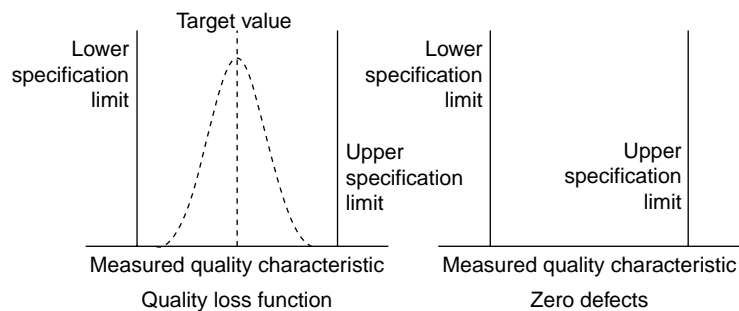 Target value
Lower
specification
limit
Upper
specification
limit
Measured quality characteristic
Quality loss function
Lower
specification
limit
Upper
specification
limit
Measured quality characteristic
Zero defects